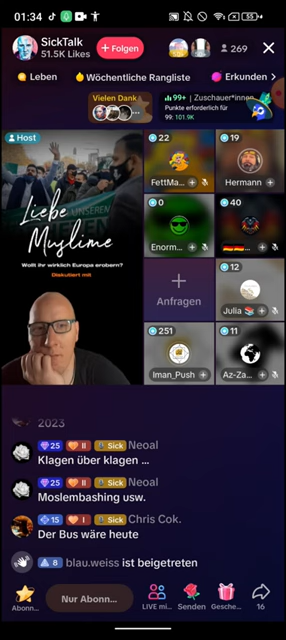 01:34
55
SickTalk
51.5K Likes
+ Folgen
269
Leben
Wöchentliche Rangliste
Erkunden >
Vielen Dank
99+ | Zuschauer*innen
Punkte erforderlich für
99: 101.9K
Host
Liebe
Muslime
Wollt ihr wirklich Europa erobern?
Diskutiert mit
22
FettMa...
19
Hermann
0
Enorm...
40
...
+
Anfragen
12
Julia
251
Iman_Push
11
Az-Za...
2023
25 II Sick Neoal
Klagen über klagen ...
25 II Sick Neoal
Moslembashing usw.
15 I Sick Chris Cok.
Der Bus wäre heute
8 blau.weiss ist beigetreten
Abonn...
Nur Abonn...
LIVE mi...
Senden
Gesche...
16